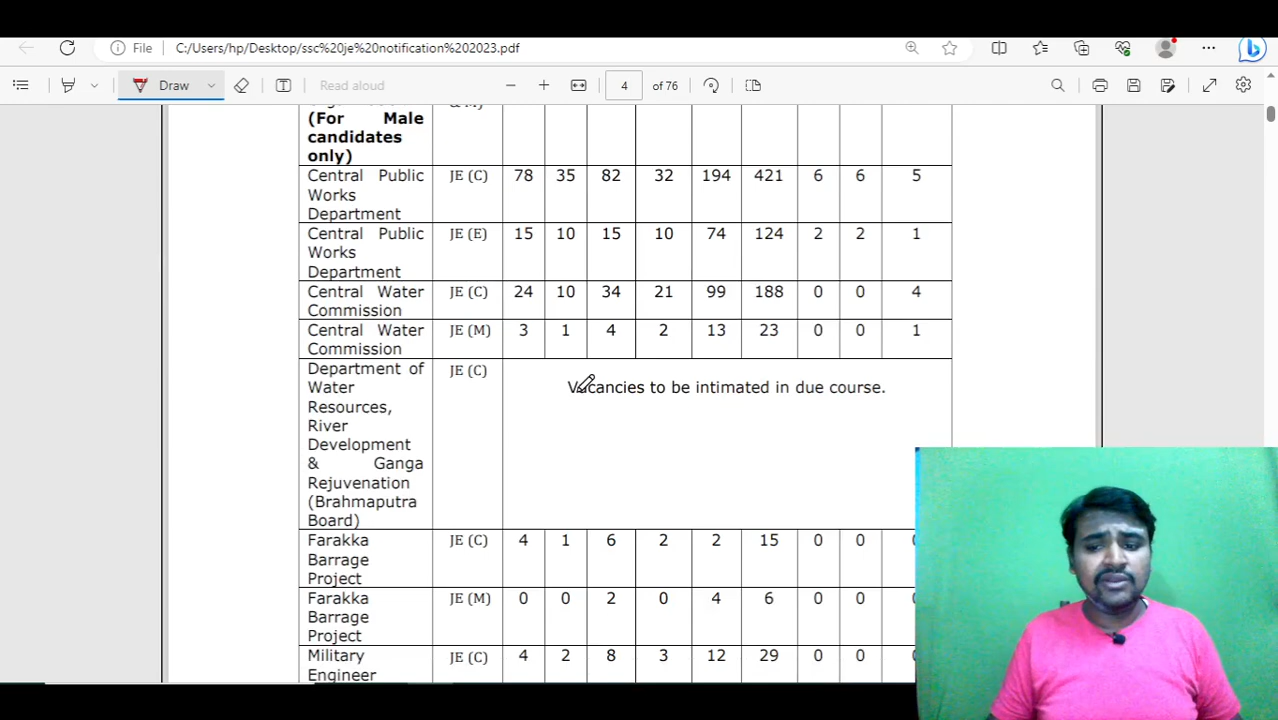 File C:/Users/hp/Desktop/ssc%20je%20notification%202023.pdf
Draw Read aloud 4 of 76
(For Male
candidates
only)
Central Public JE (C) 78 35 82 32 194 421 6 6 5
Works
Department
Central Public JE (E) 15 10 15 10 74 124 2 2 1
Works
Department
Central Water JE (C) 24 10 34 21 99 188 0 0 4
Commission
Central Water JE (M) 3 1 4 2 13 23 0 0 1
Commission
Department of JE (C)
Water Vacancies to be intimated in due course.
Resources,
River
Development
& Ganga
Rejuvenation
(Brahmaputra
Board)
Farakka JE (C) 4 1 6 2 2 15 0 0
Barrage
Project
Farakka JE (M) 0 0 2 0 4 6 0 0
Barrage
Project
Military JE (C) 4 2 8 3 12 29 0 0
Engineer